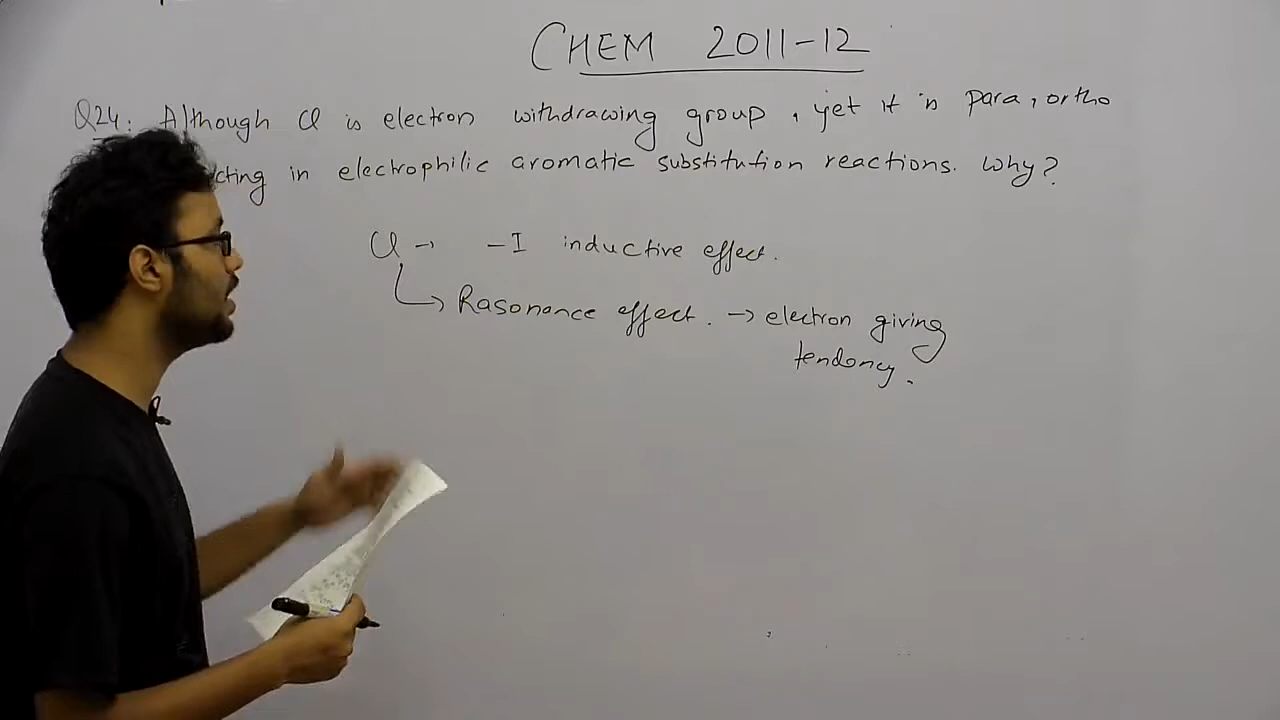 CHEM 2011-12
Q24: Although Cl is electron withdrawing group, yet it is para, ortho
cting in electrophilic aromatic substitution reactions. Why?
Cl → -I inductive effect.
↳ Rasonance effect. → electron giving
tendency.